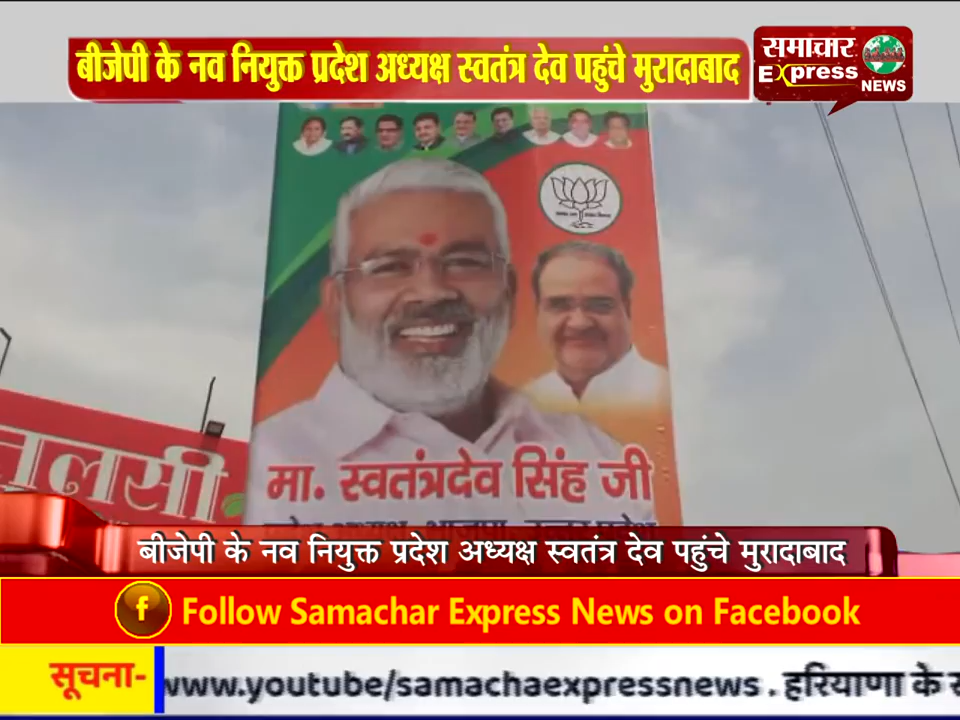 बीजेपी के नव नियुक्त प्रदेश अध्यक्ष स्वतंत्र देव पहुंचे मुरादाबाद
समाचार
Express
NEWS
मा. स्वतंत्रदेव सिंह जी
तुलसी
बीजेपी के नव नियुक्त प्रदेश अध्यक्ष स्वतंत्र देव पहुंचे मुरादाबाद
f Follow Samachar Express News on Facebook
सूचना- www.youtube/samachaexpressnews . हरियाणा के